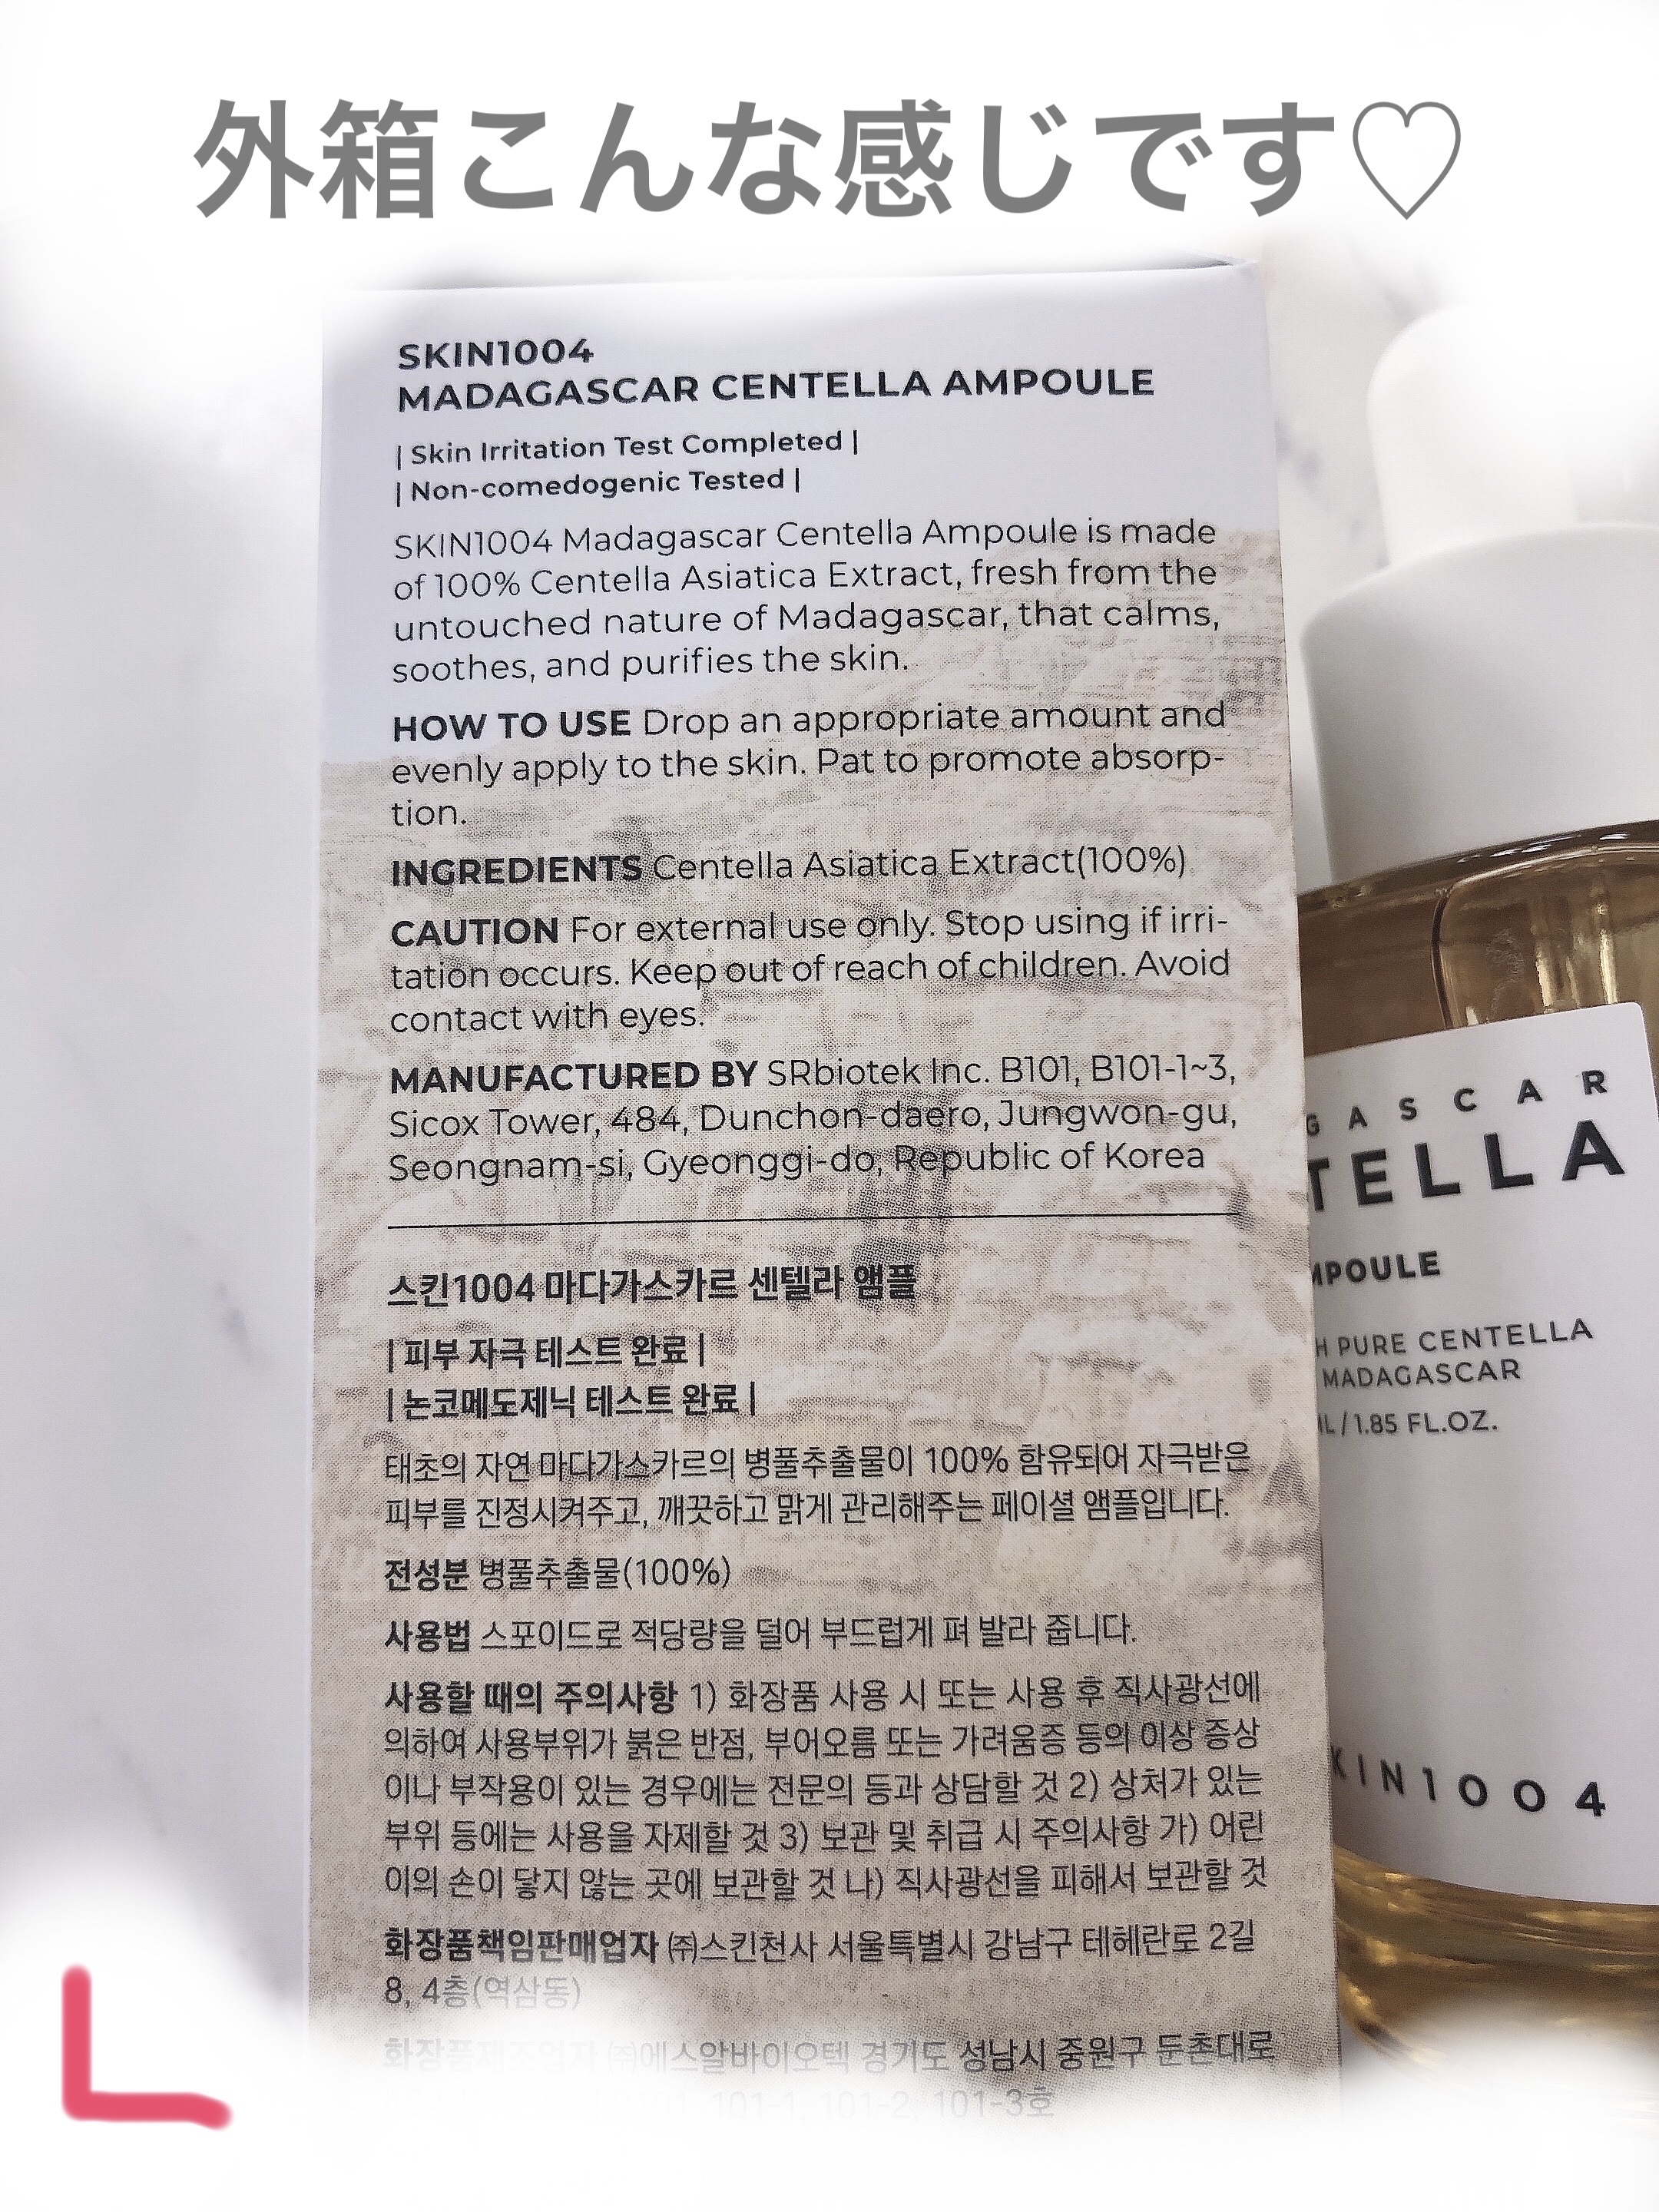 外箱こんな感じです♡
SKIN1004
MADAGASCAR CENTELLA AMPOULE
| Skin Irritation Test Completed |
| Non-comedogenic Tested |
SKIN1004 Madagascar Centella Ampoule is made
of 100% Centella Asiatica Extract, fresh from the
untouched nature of Madagascar, that calms,
soothes, and purifies the skin.
HOW TO USE Drop an appropriate amount and
evenly apply to the skin. Pat to promote absorp-
tion.
INGREDIENTS Centella Asiatica Extract(100%)
CAUTION For external use only. Stop using if irri-
tation occurs. Keep out of reach of children. Avoid
contact with eyes.
MANUFACTURED BY SRbiotek Inc. B101, B101-1~3,
Sicox Tower, 484, Dunchon-daero, Jungwon-gu,
Seongnam-si, Gyeonggi-do, Republic of Korea
스킨1004 마다가스카르 센텔라 앰플
| 피부 자극 테스트 완료 |
| 논코메도제닉 테스트 완료 |
태초의 자연 마다가스카르의 병풀추출물이 100% 함유되어 자극받은
피부를 진정시켜주고, 깨끗하고 맑게 관리해주는 페이셜 앰플입니다.
전성분 병풀추출물(100%)
사용법 스포이드로 적당량을 덜어 부드럽게 펴 발라 줍니다.
사용할 때의 주의사항 1) 화장품 사용 시 또는 사용 후 직사광선에
의하여 사용부위가 붉은 반점, 부어오름 또는 가려움증 등의 이상 증상
이나 부작용이 있는 경우에는 전문의 등과 상담할 것 2) 상처가 있는
부위 등에는 사용을 자제할 것 3) 보관 및 취급 시 주의사항 가) 어린
이의 손이 닿지 않는 곳에 보관할 것 나) 직사광선을 피해서 보관할 것
화장품책임판매업자 ㈜스킨천사 서울특별시 강남구 테헤란로 2길
8, 4층(역삼동)
화장품제조업자 ㈜에스알바이오텍 경기도 성남시 중원구 둔촌대로
101-1, 101-2, 101-3호
GASCAR
TELLA
MPOULE
H PURE CENTELLA
MADAGASCAR
ML / 1.85 FL.OZ.
KIN1004